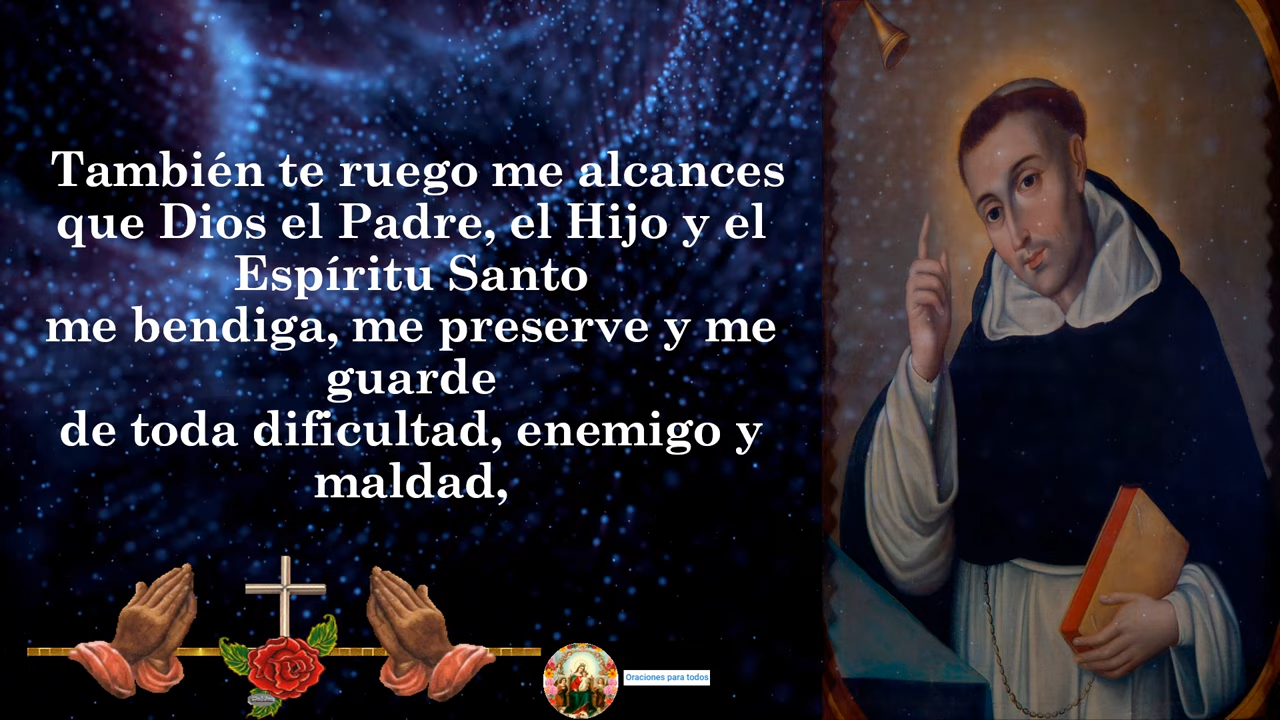 También te ruego me alcances
que Dios el Padre, el Hijo y el
Espíritu Santo
me bendiga, me preserve y me
guarde
de toda dificultad, enemigo y
maldad,
Oraciones para todos